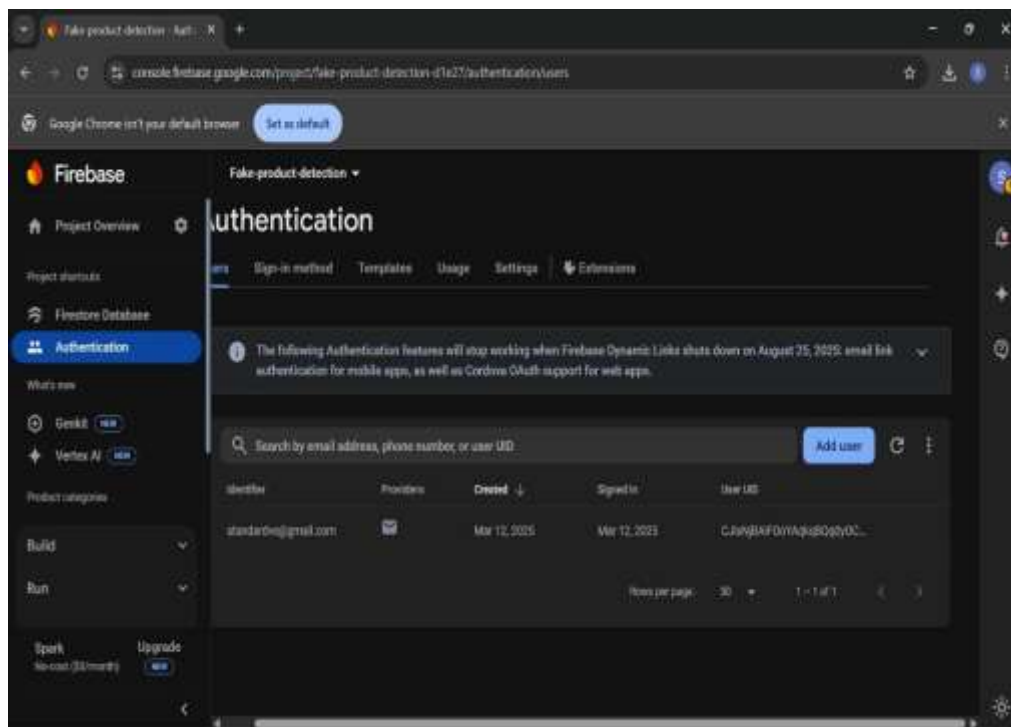 Fake-product-detection - Auth
console.firebase.google.com/project/fake-product-detection-d1e27/authentication/users
Google Chrome isn't your default browser
Set as default
Firebase
Fake-product-detection
Project Overview
uthentication
Project shortcuts
ers
Sign-in method
Templates
Usage
Settings
Extensions
Firestore Database
Authentication
The following Authentication features will stop working when Firebase Dynamic Links shuts down on August 25, 2025: email link
authentication for mobile apps, as well as Cordova OAuth support for web apps.
What's new
Genkit NEW
Search by email address, phone number, or user UID
Add user
Vertex AI NEW
Identifier
Providers
Created
Signed In
User UID
Product categories
Mar 12, 2025
Mar 12, 2025
Build
Run
Rows per page:
50
1 – 1 of 1
Spark
Upgrade
No-cost ($0/month)
NEW
S